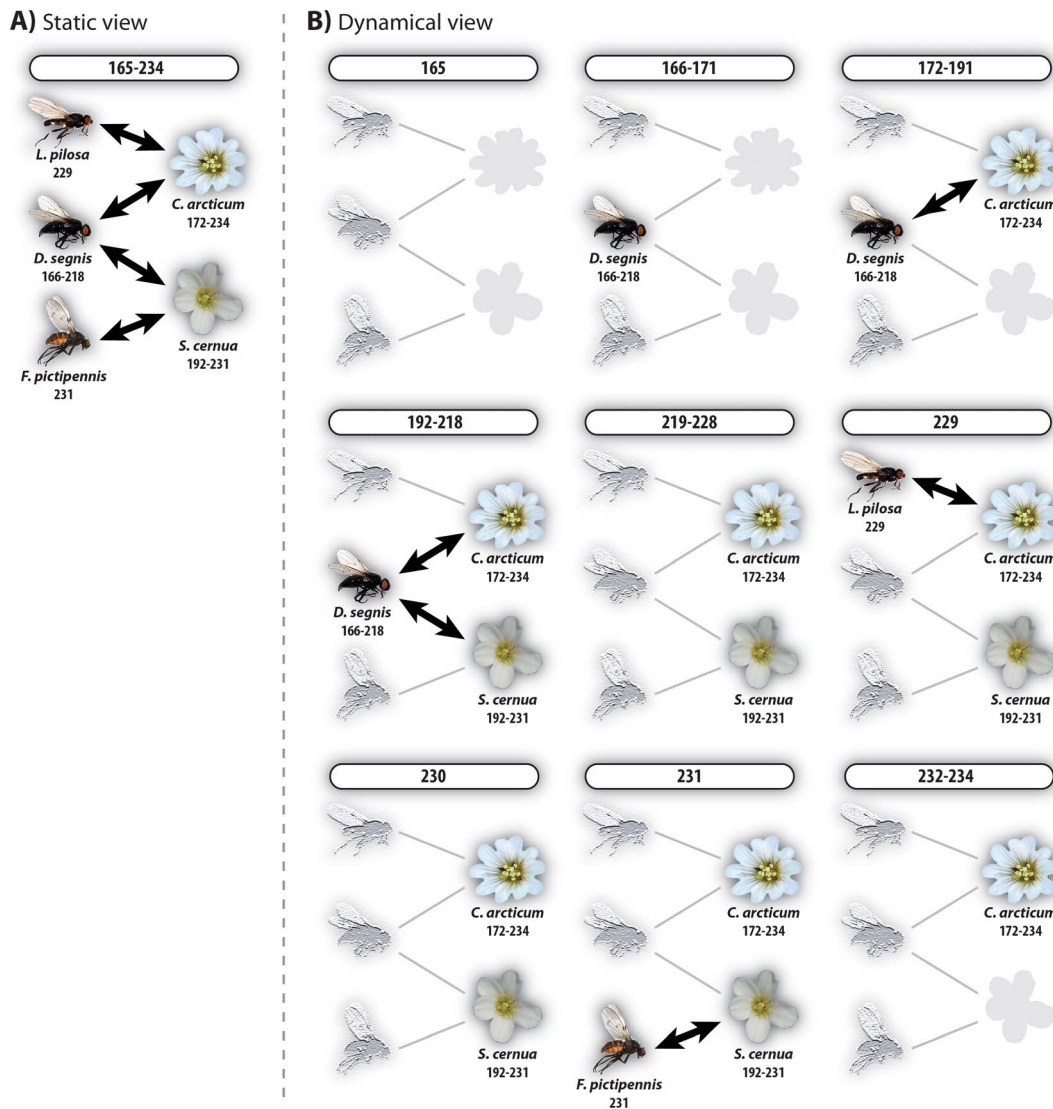 A) Static view
165-234
L. pilosa
229
C. arcticum
172-234
D. segnis
166-218
S. cernua
192-231
F. pictipennis
231
B) Dynamical view
165
166-171
D. segnis
166-218
172-191
C. arcticum
172-234
D. segnis
166-218
192-218
C. arcticum
172-234
D. segnis
166-218
S. cernua
192-231
219-228
C. arcticum
172-234
S. cernua
192-231
229
L. pilosa
229
C. arcticum
172-234
S. cernua
192-231
230
C. arcticum
172-234
S. cernua
192-231
231
C. arcticum
172-234
S. cernua
192-231
F. pictipennis
231
232-234
C. arcticum
172-234